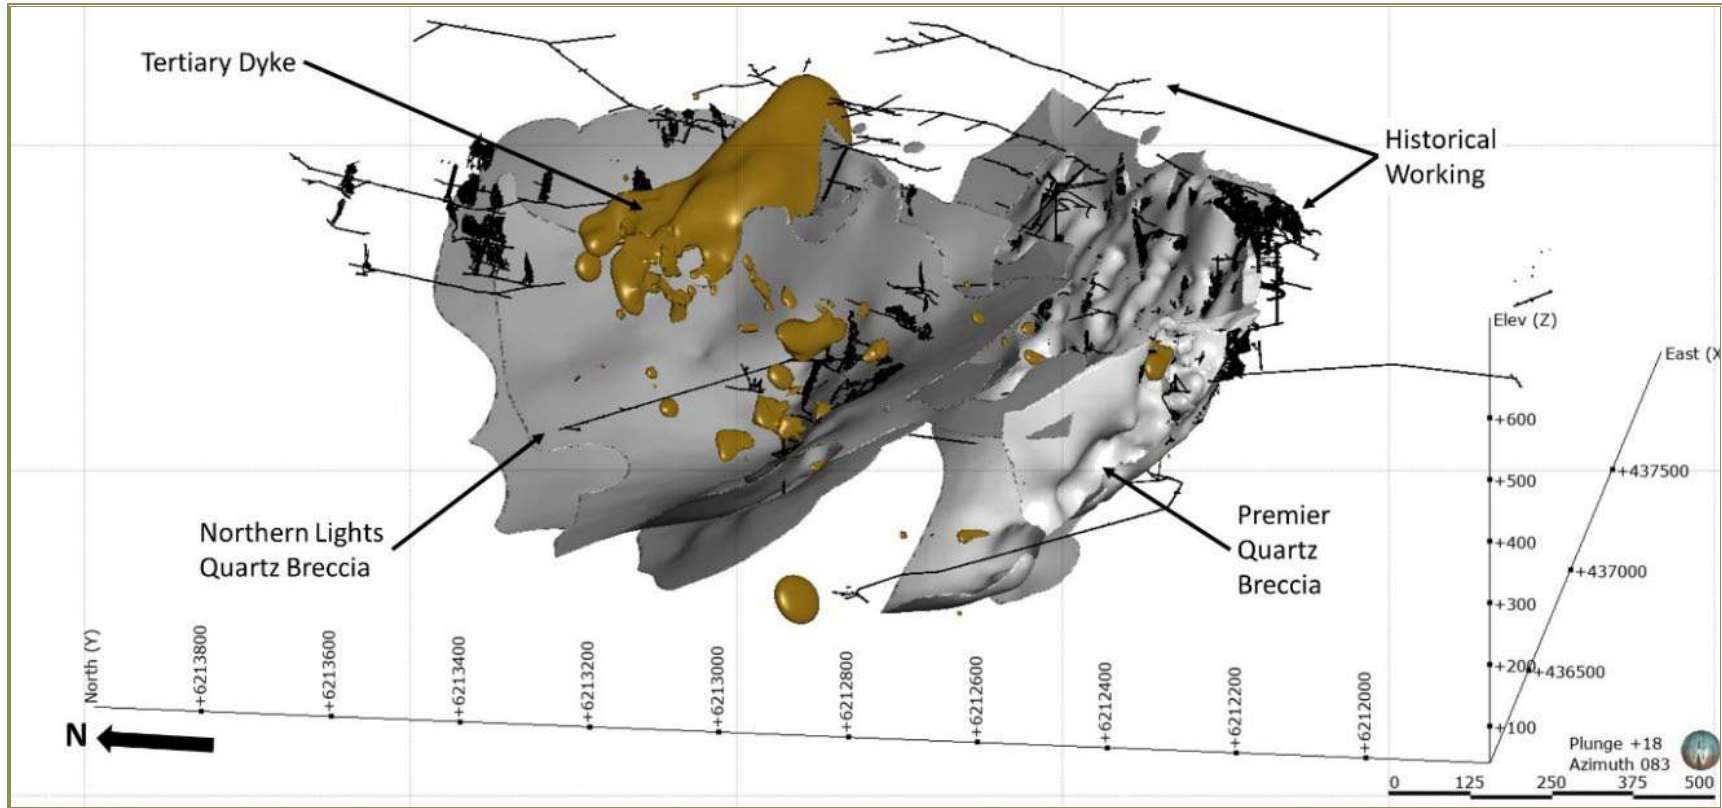 Tertiary Dyke
Historical
Working
Elev (Z)
East (X
+600
+500
+400
+300
+200
+100
+437500
+437000
+436500
Northern Lights
Quartz Breccia
Premier
Quartz
Breccia
North (Y)
+6213800
+6213600
+6213400
+6213200
+6213000
+6212800
+6212600
+6212400
+6212200
+6212000
N
Plunge +18
Azimuth 083
0 125 250 375 500